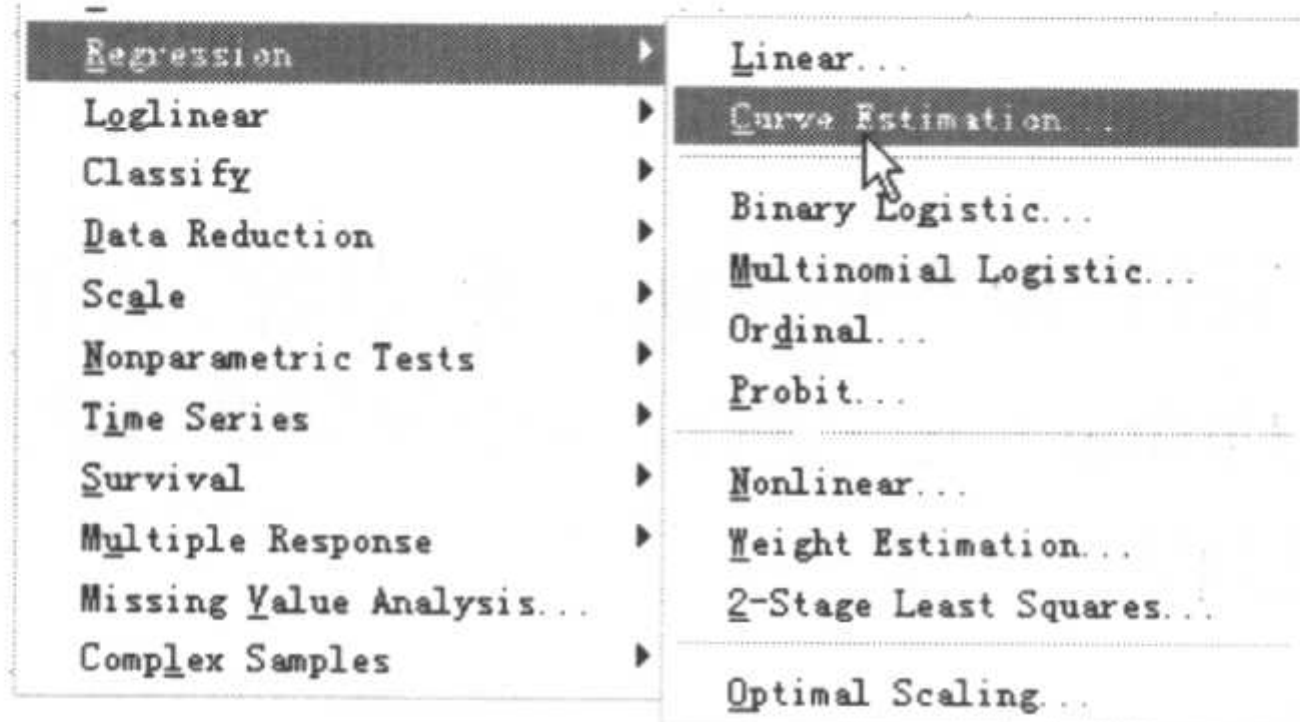 Regression
Loglinear
Classify
Data Reduction
Scale
Nonparametric Tests
Time Series
Survival
Multiple Response
Missing Value Analysis...
Complex Samples
Linear...
Curve Estimation...
Binary Logistic...
Multinomial Logistic...
Ordinal...
Probit...
Nonlinear...
Weight Estimation...
2-Stage Least Squares...
Optimal Scaling...